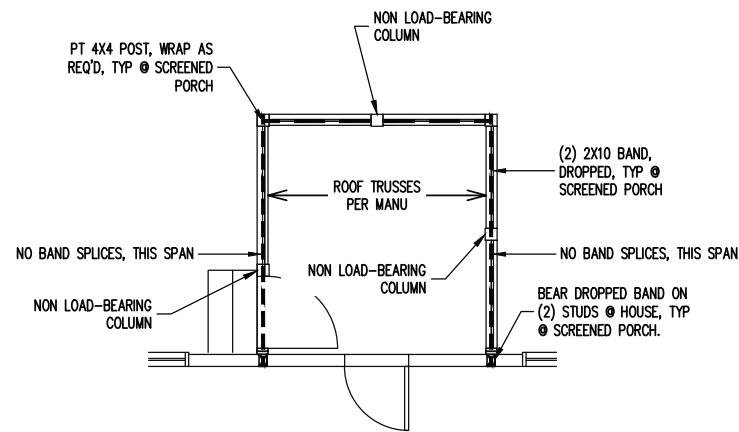 NON LOAD-BEARING
COLUMN
PT 4X4 POST, WRAP AS
REQ'D, TYP @ SCREENED
PORCH
(2) 2X10 BAND,
DROPPED, TYP @
SCREENED PORCH
ROOF TRUSSES
PER MANU
NO BAND SPLICES, THIS SPAN
NO BAND SPLICES, THIS SPAN
NON LOAD-BEARING
COLUMN
NON LOAD-BEARING
COLUMN
BEAR DROPPED BAND ON
(2) STUDS @ HOUSE, TYP
@ SCREENED PORCH.